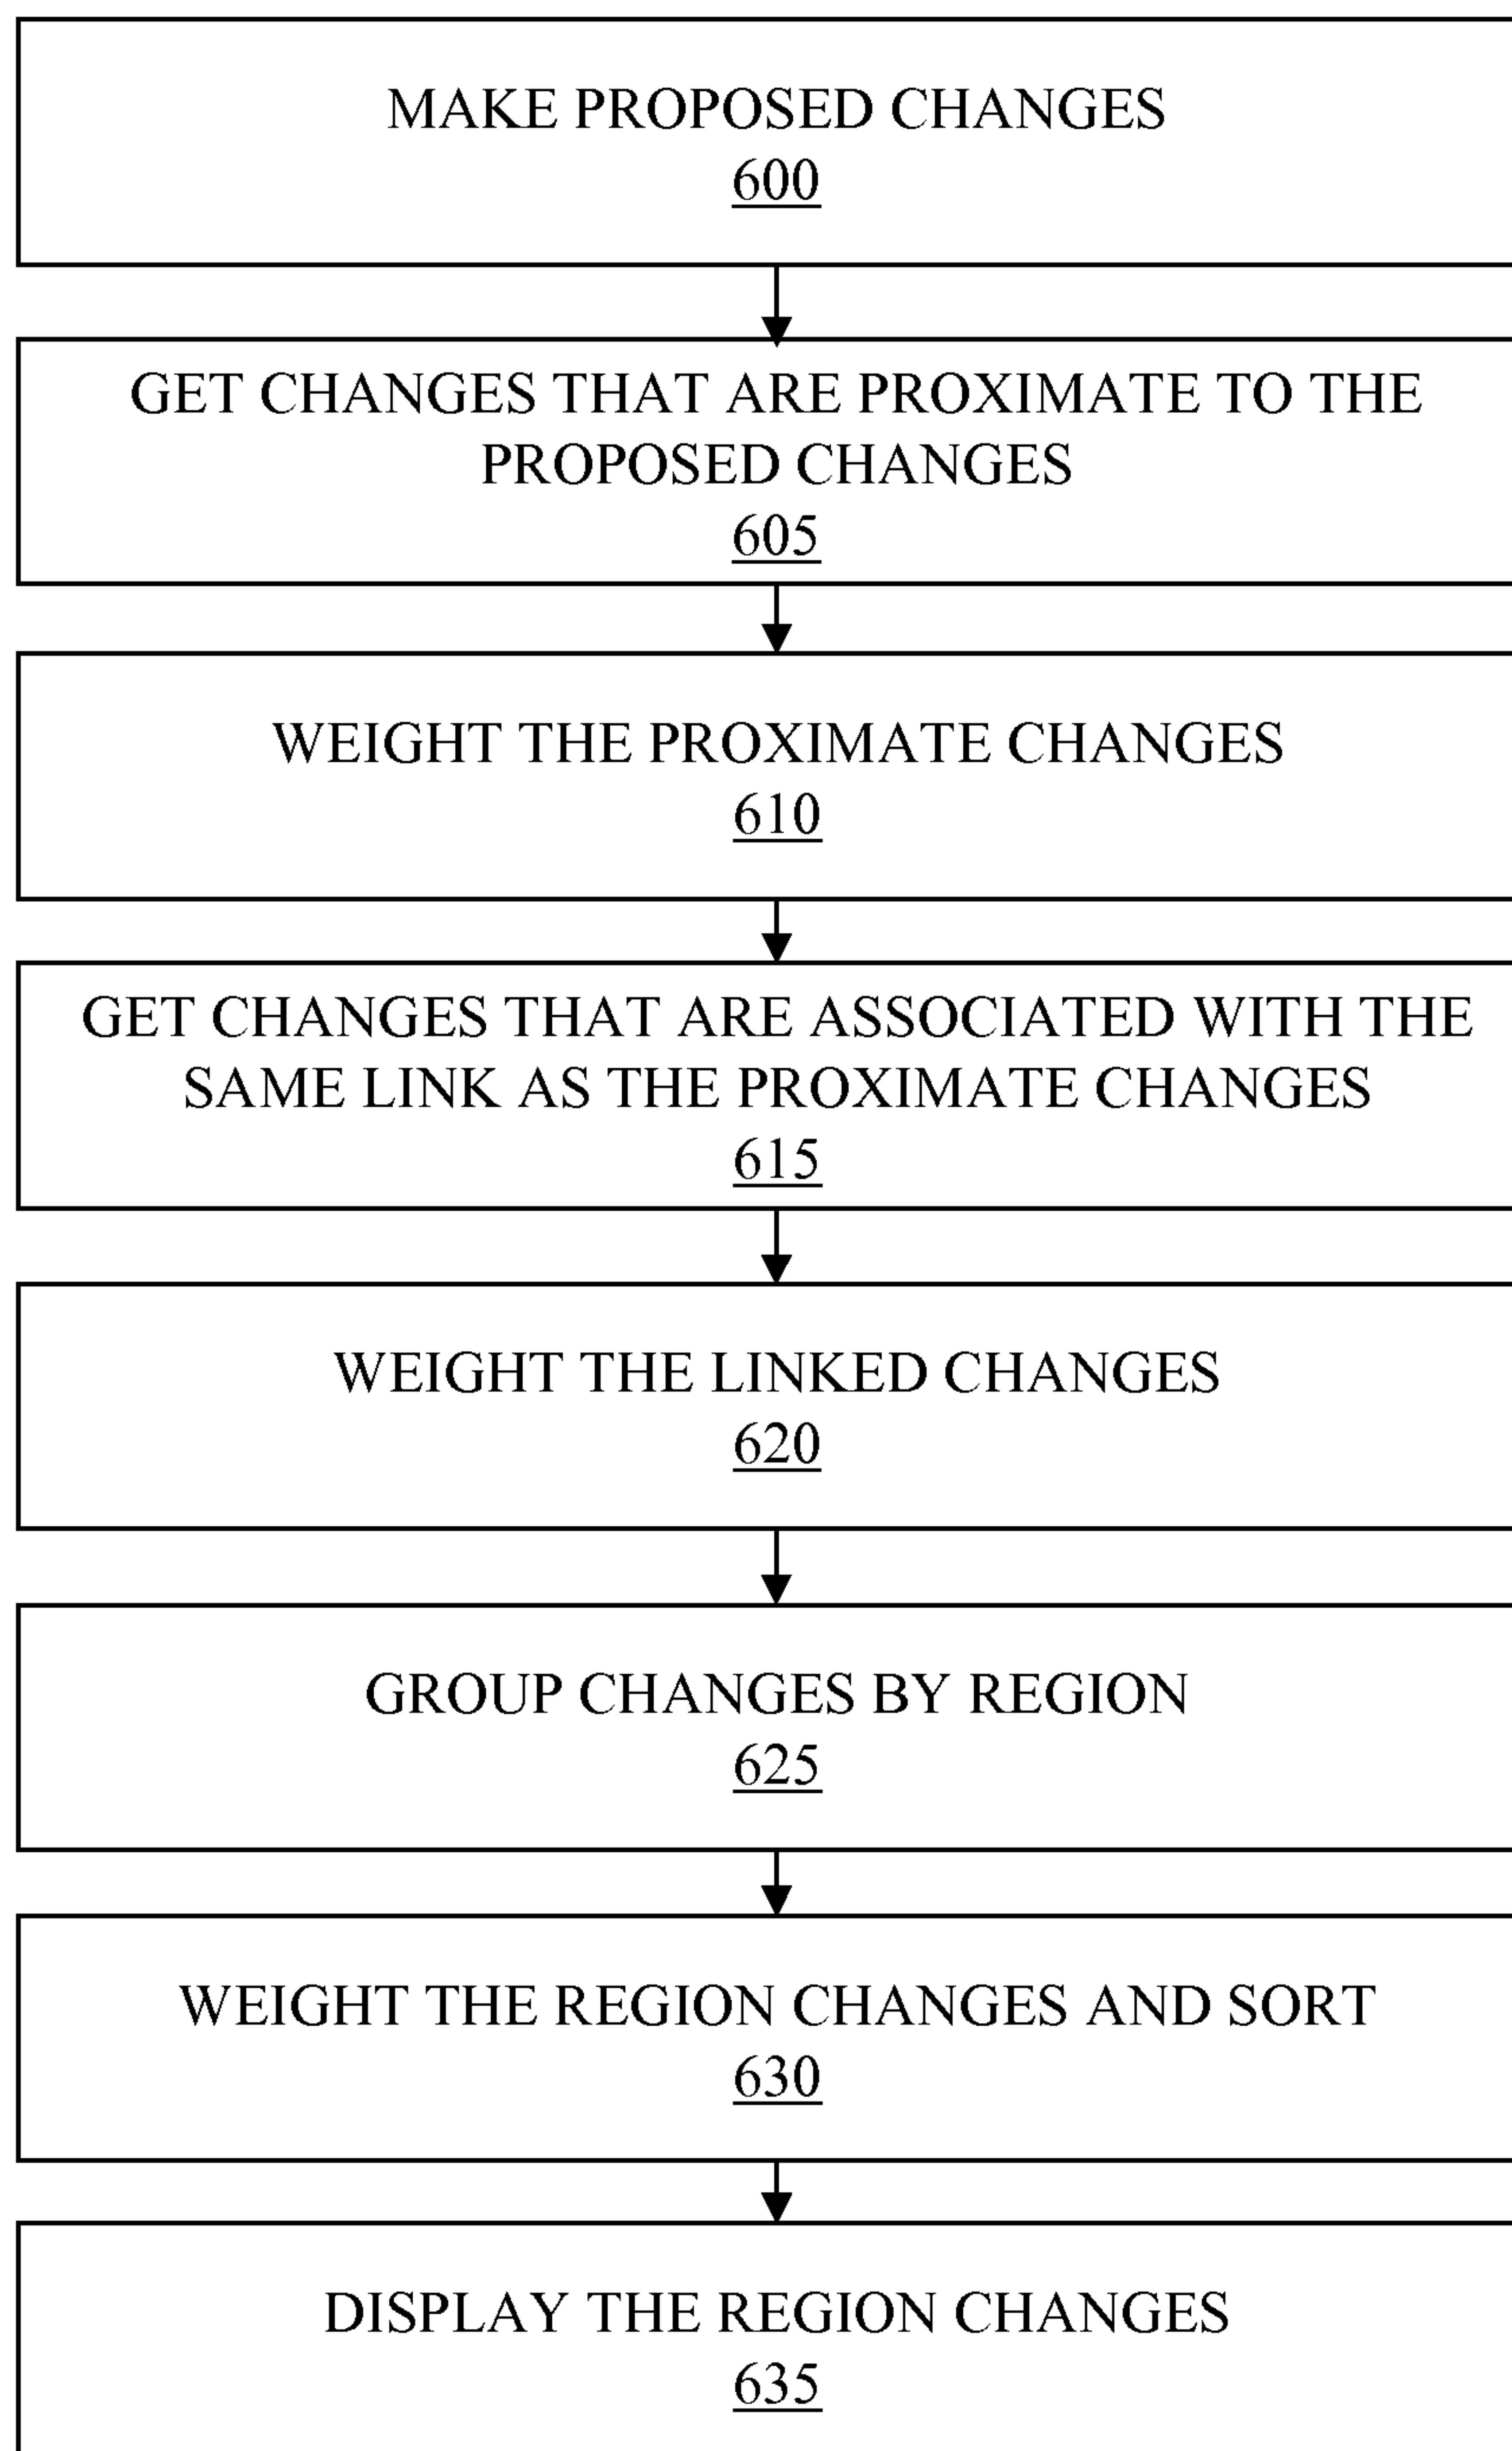 MAKE PROPOSED CHANGES
600
GET CHANGES THAT ARE PROXIMATE TO THE
PROPOSED CHANGES
605
WEIGHT THE PROXIMATE CHANGES
610
GET CHANGES THAT ARE ASSOCIATED WITH THE
SAME LINK AS THE PROXIMATE CHANGES
615
WEIGHT THE LINKED CHANGES
620
GROUP CHANGES BY REGION
625
WEIGHT THE REGION CHANGES AND SORT
630
DISPLAY THE REGION CHANGES
635